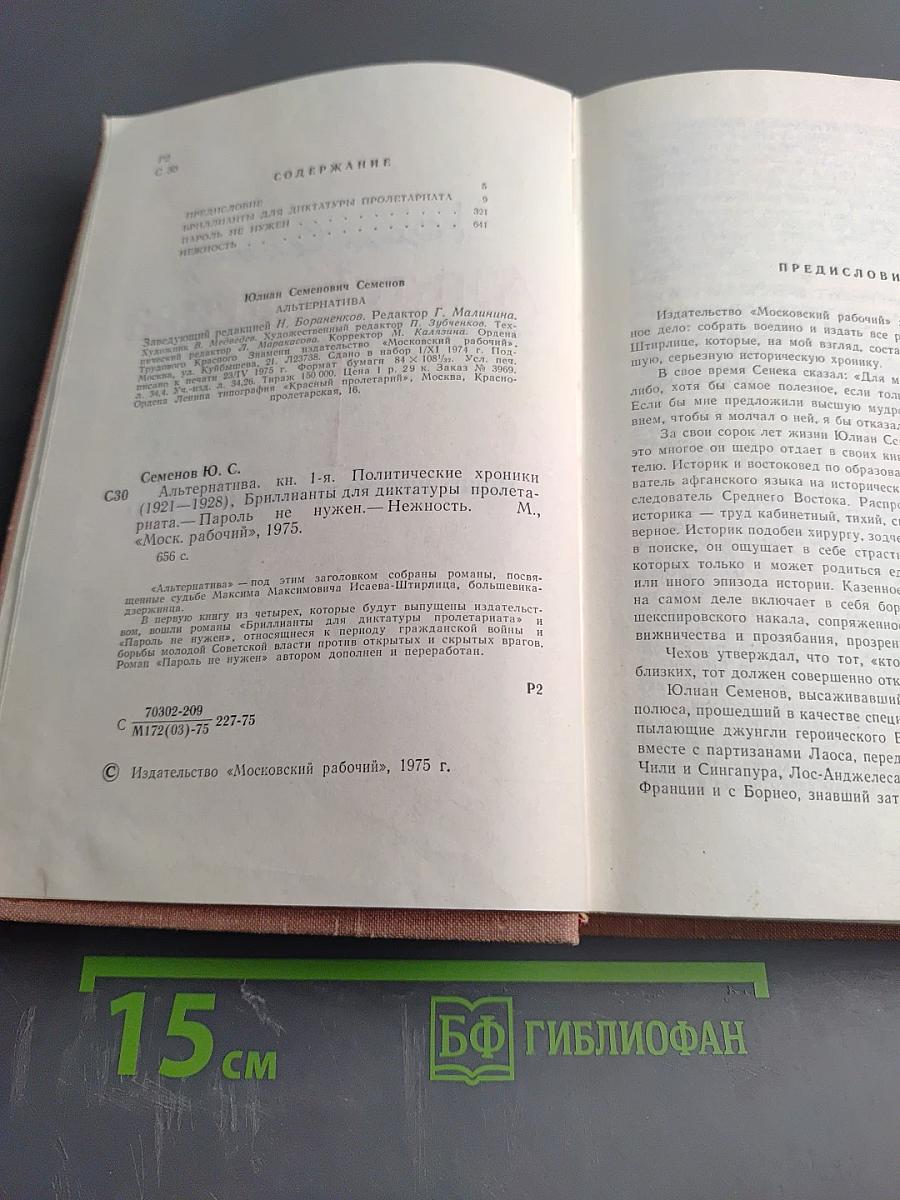 Р2
С 30
СОДЕРЖАНИЕ
ПРЕДИСЛОВИЕ 5
БРИЛЛИАНТЫ ДЛЯ ДИКТАТУРЫ ПРОЛЕТАРИАТА 9
ПАРОЛЬ НЕ НУЖЕН . . . . . . . . . . . 321
НЕЖНОСТЬ . . . . . . . . . . . . . . 641
Юлиан Семенович Семенов
АЛЬТЕРНАТИВА
Заведующий редакцией Н. Бораненков. Редактор Г. Малинина.
Художник В. Медведев. Художественный редактор П. Зубченков. Тех-
нический редактор Л. Маракасова. Корректор М. Калязина. Ордена
Трудового Красного Знамени издательство «Московский рабочий».
Москва, ул. Куйбышева, 21. Л23738. Сдано в набор 1/XI 1974 г. Под-
писано к печати 23/IV 1975 г. Формат бумаги 84 × 108¹/₃₂. Усл. печ.
л. 34,4. Уч.-изд. л. 34,26. Тираж 150 000. Цена 1 р. 29 к. Заказ № 3969.
Ордена Ленина типография «Красный пролетарий», Москва, Красно-
пролетарская, 16.
Семенов Ю. С.
С30 Альтернатива. кн. 1-я. Политические хроники
(1921—1928), Бриллианты для диктатуры пролета-
риата.— Пароль не нужен.— Нежность. М.,
«Моск. рабочий», 1975.
656 с.
«Альтернатива» — под этим заголовком собраны романы, посвя-
щенные судьбе Максима Максимовича Исаева-Штирлица, большевика-
дзержинца.
В первую книгу из четырех, которые будут выпущены издательст-
вом, вошли романы «Бриллианты для диктатуры пролетариата» и
«Пароль не нужен», относящиеся к периоду гражданской войны и
борьбы молодой Советской власти против открытых и скрытых врагов.
Роман «Пароль не нужен» автором дополнен и переработан.
Р2
С 70302-209
М172(03)-75 227-75
© Издательство «Московский рабочий», 1975 г.
ПРЕДИСЛОВИ
Издательство «Московский рабочий»
ное дело: собрать воедино и издать все р
Штирлице, которые, на мой взгляд, соста
шую, серьезную историческую хронику.
В свое время Сенека сказал: «Для м
либо, хотя бы самое полезное, если толь
Если бы мне предложили высшую мудр
вием, чтобы я молчал о ней, я бы отказал
За свои сорок лет жизни Юлиан Се
это многое он щедро отдает в своих кни
телю. Историк и востоковед по образова
ватель афганского языка на историческ
следователь Среднего Востока. Распро
историка — труд кабинетный, тихий, с
верное. Историк подобен хирургу, зодче
в поиске, он ощущает в себе страсти
которых только и может родиться ед
или иного эпизода истории. Казенное
на самом деле включает в себя бор
шекспировского накала, сопряженно
вижничества и прозябания, прозрен
Чехов утверждал, что тот, «кто
близких, тот должен совершенно отк
Юлиан Семенов, высаживавший
полюса, прошедший в качестве специ
пылающие джунгли героического В
вместе с партизанами Лаоса, перед
Чили и Сингапура, Лос-Анджелеса
Франции и с Борнео, знавший зат
15 см
БФ ГИБЛИОФАН